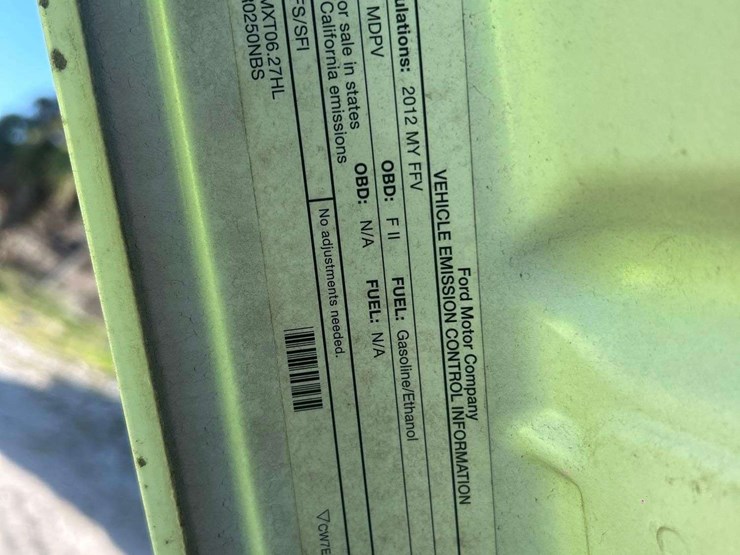 Ford Motor Company
VEHICLE EMISSION CONTROL INFORMATION
ulations: 2012 MY FFV
OBD: F II FUEL: Gasoline/Ethanol
MDPV
OBD: N/A FUEL: N/A
or sale in states
California emissions
No adjustments needed.
FS/SFI
MXT06.27HL
0250NBS
CW7E